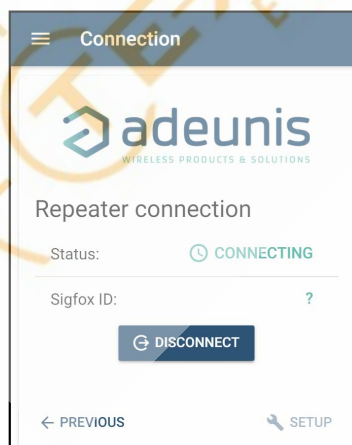 Connection
adeunis
WIRELESS PRODUCTS & SOLUTIONS
Repeater connection
Status: CONNECTING
Sigfox ID: ?
DISCONNECT
← PREVIOUS SETUP